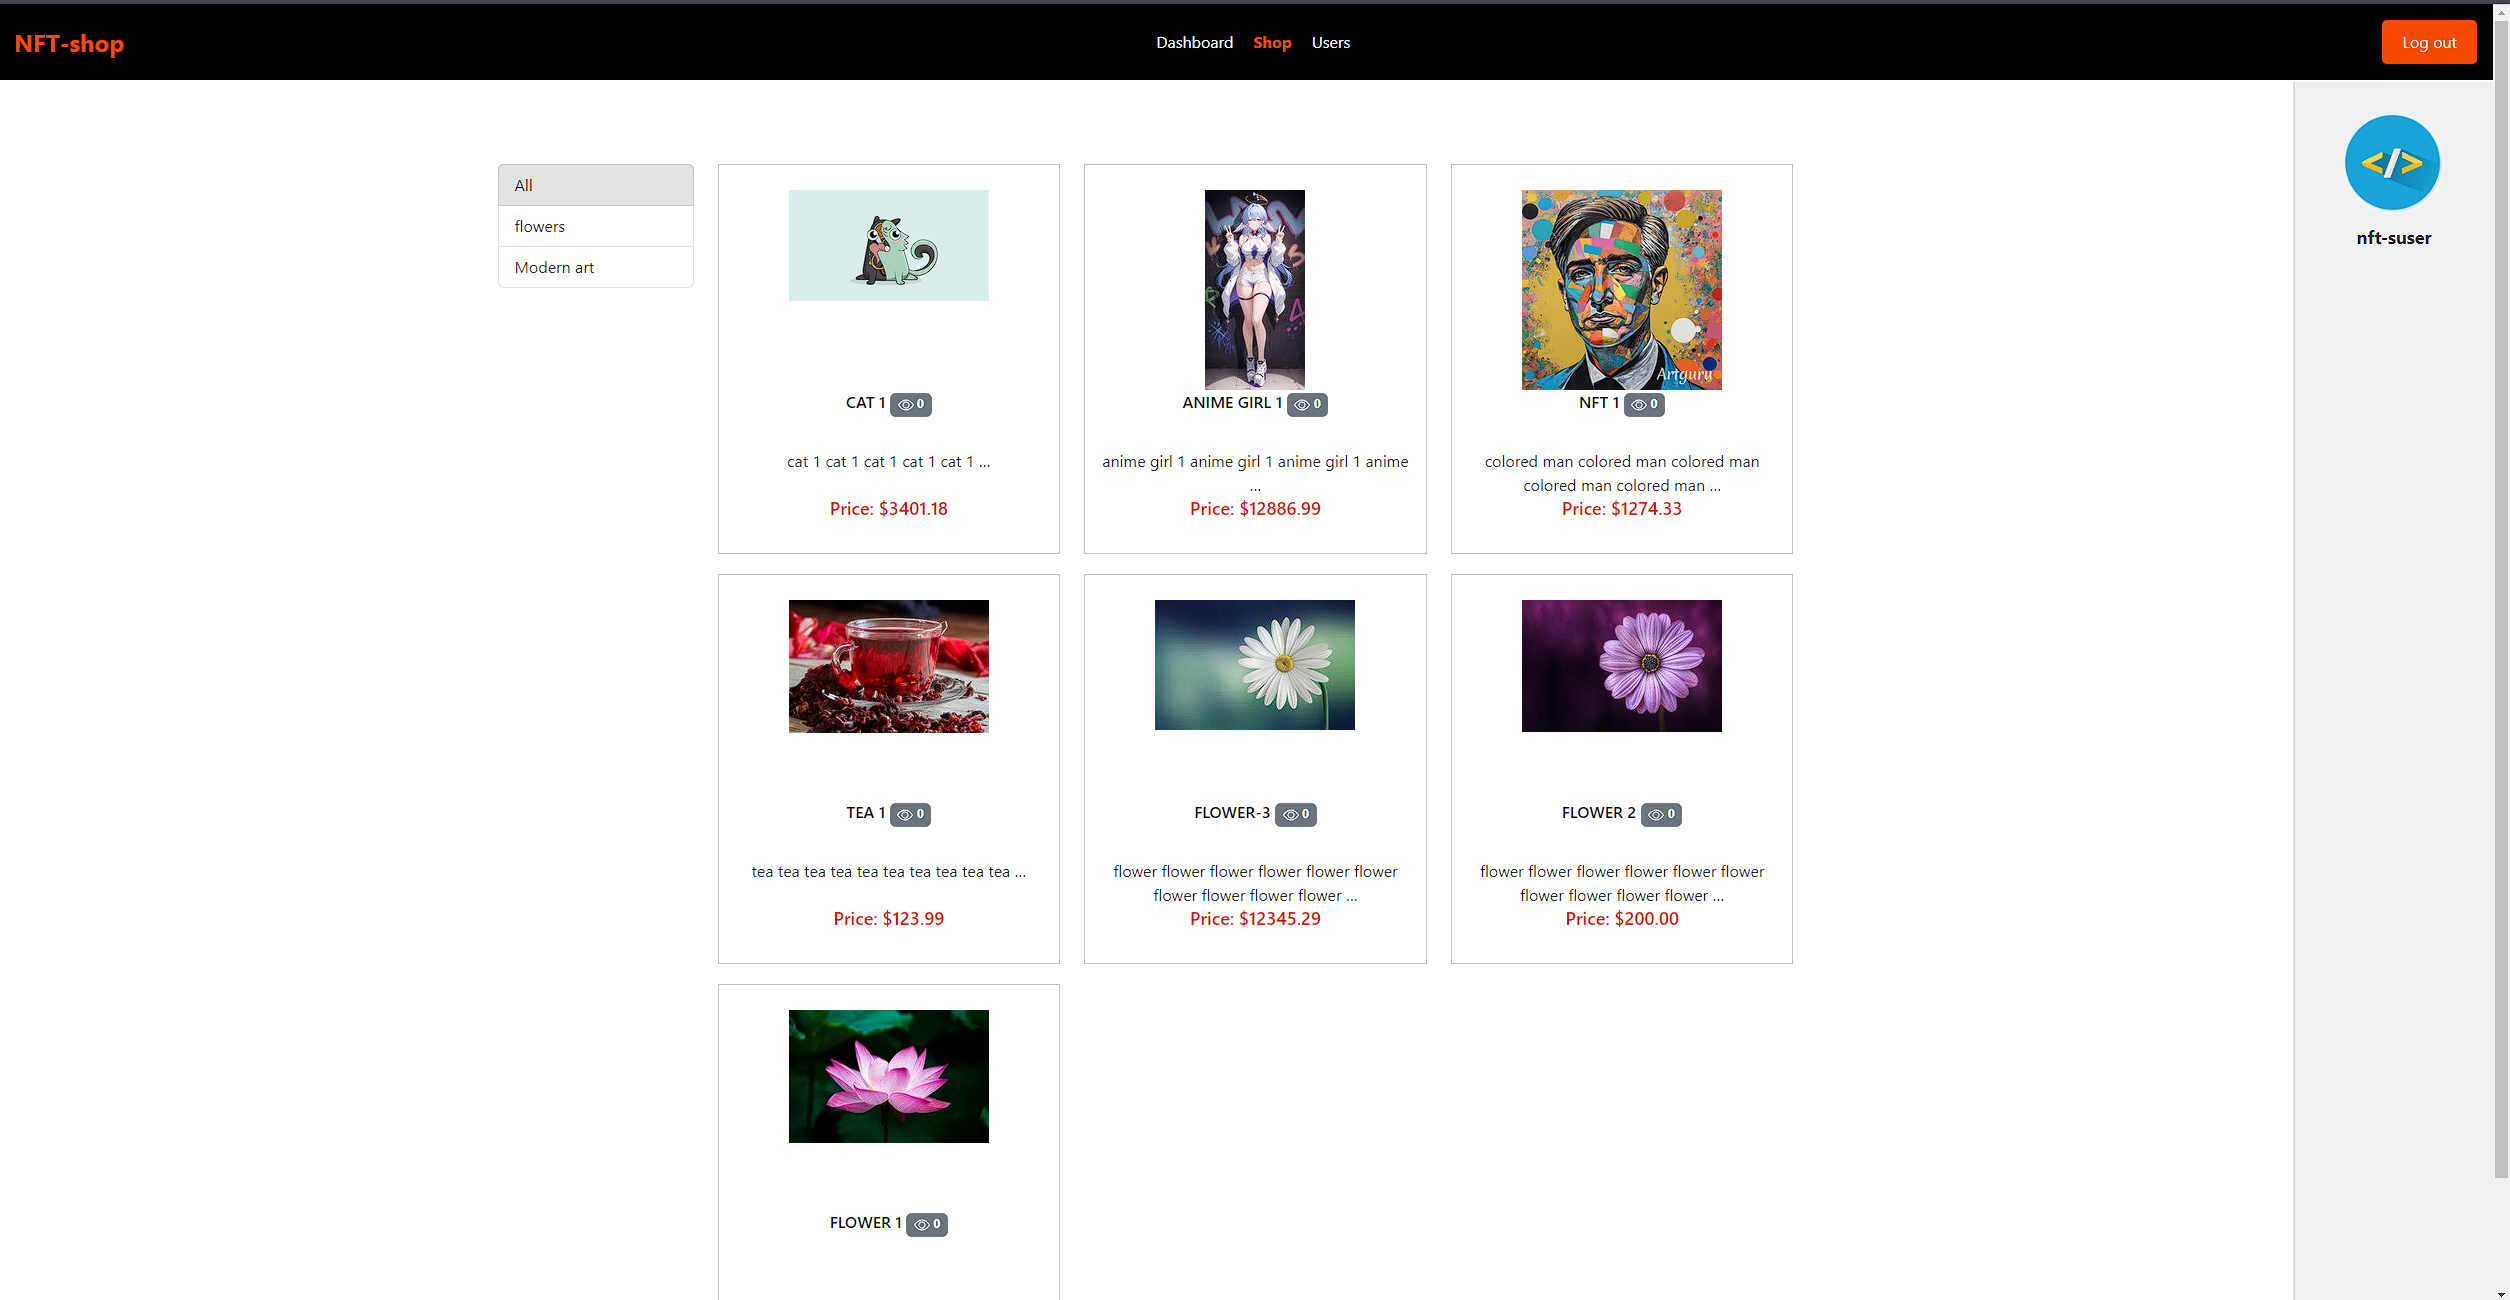 NFT-shop
Dashboard Shop Users
Log out
nft-suser
All
flowers
Modern art
CAT 1 0
cat 1 cat 1 cat 1 cat 1 cat 1 ...
Price: $3401.18
ANIME GIRL 1 0
anime girl 1 anime girl 1 anime girl 1 anime
...
Price: $12886.99
Artguru
NFT 1 0
colored man colored man colored man
colored man colored man ...
Price: $1274.33
TEA 1 0
tea tea tea tea tea tea tea tea tea tea ...
Price: $123.99
FLOWER-3 0
flower flower flower flower flower flower
flower flower flower flower ...
Price: $12345.29
FLOWER 2 0
flower flower flower flower flower flower
flower flower flower flower ...
Price: $200.00
FLOWER 1 0